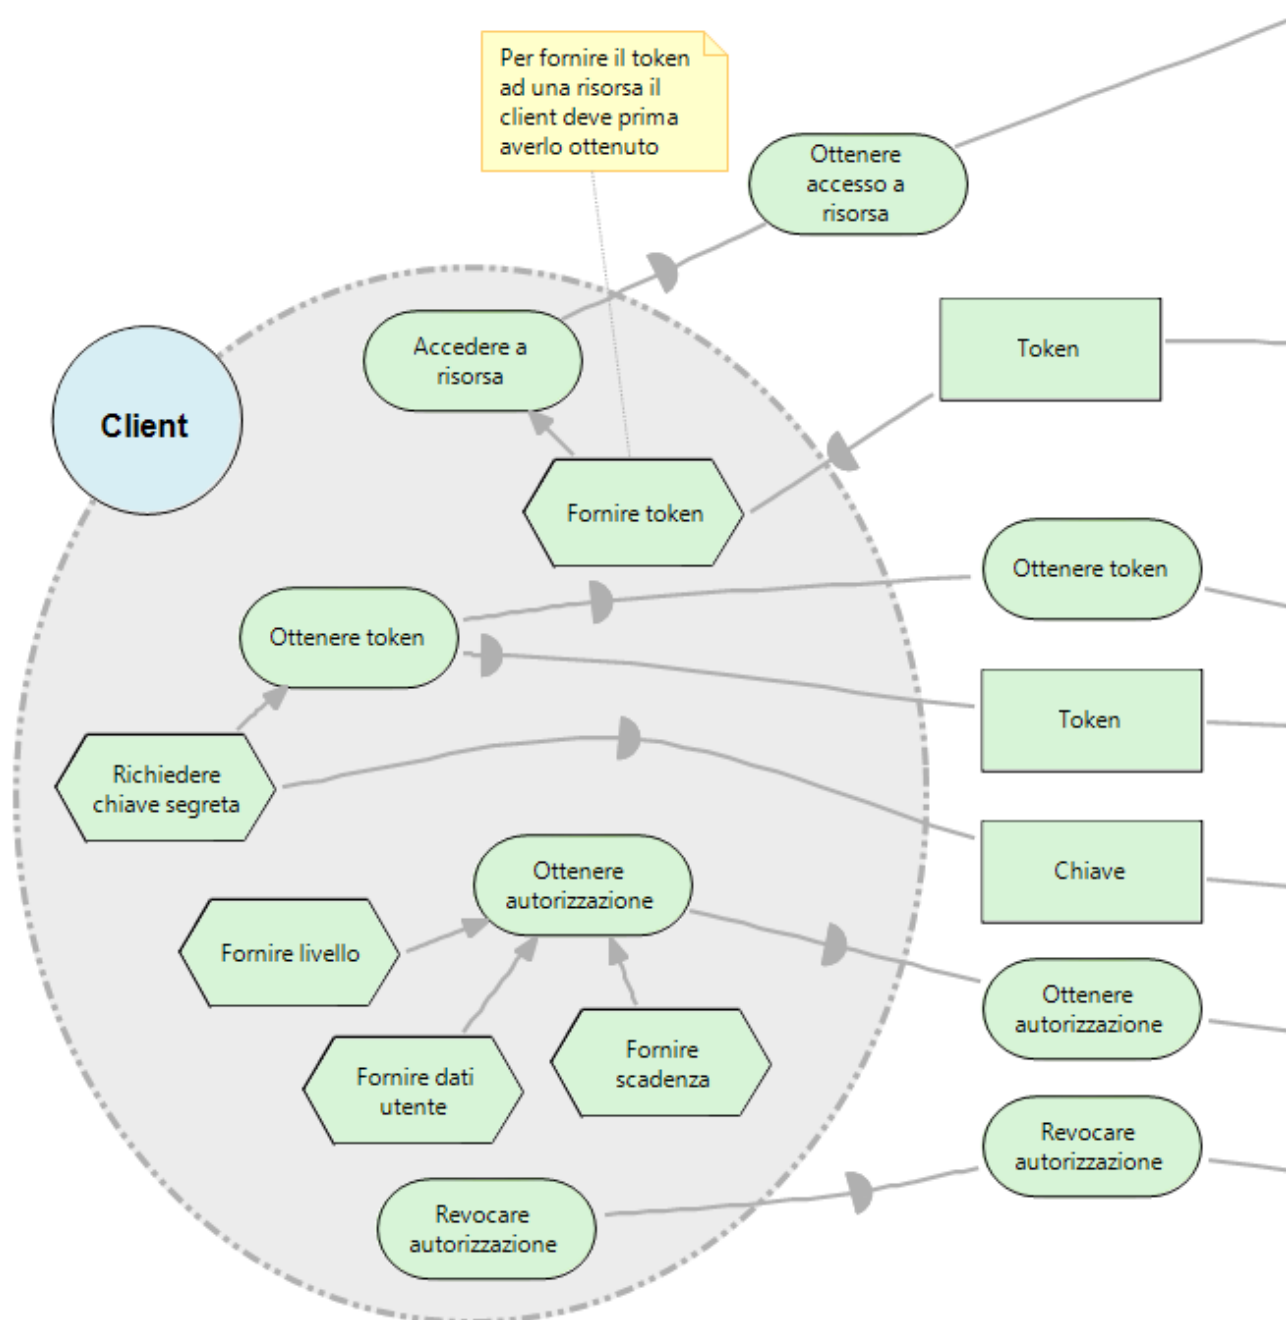 Per fornire il token
ad una risorsa il
client deve prima
averlo ottenuto
Ottenere
accesso a
risorsa
Client
Accedere a
risorsa
Token
Fornire token
Ottenere token
Ottenere token
Token
Richiedere
chiave segreta
Chiave
Ottenere
autorizzazione
Fornire livello
Ottenere
autorizzazione
Fornire dati
utente
Fornire
scadenza
Revocare
autorizzazione
Revocare
autorizzazione